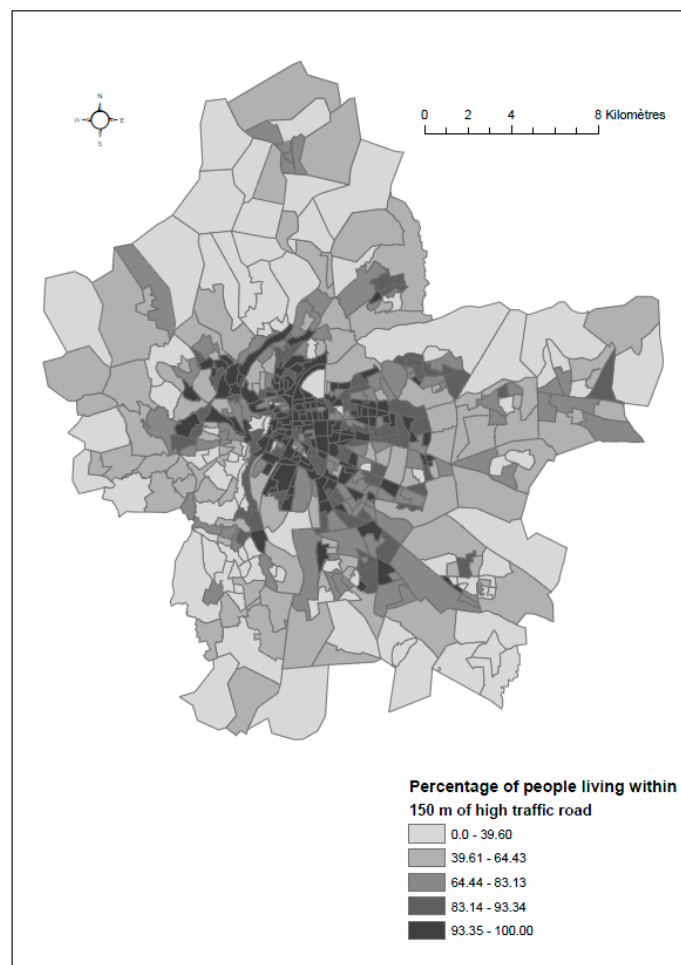 N
W E
S
0 2 4 8 Kilomètres
Percentage of people living within
150 m of high traffic road
0.0 - 39.60
39.61 - 64.43
64.44 - 83.13
83.14 - 93.34
93.35 - 100.00